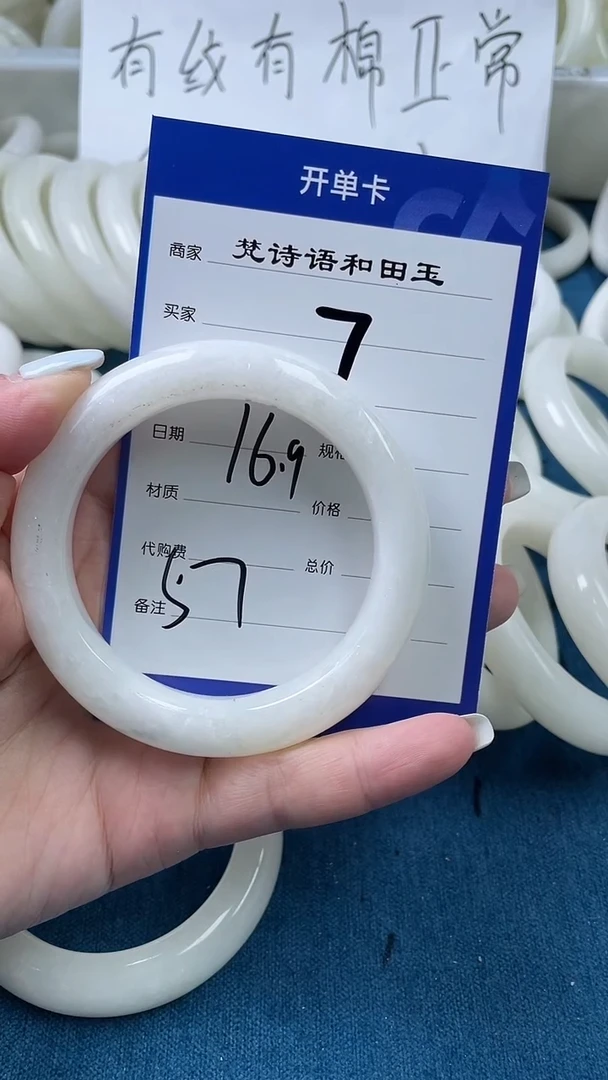 有线有棉正常
开单卡
商家 梵诗语和田玉
买家 7
日期 16.9 规格
材质 价格
代购费 总价
备注 57